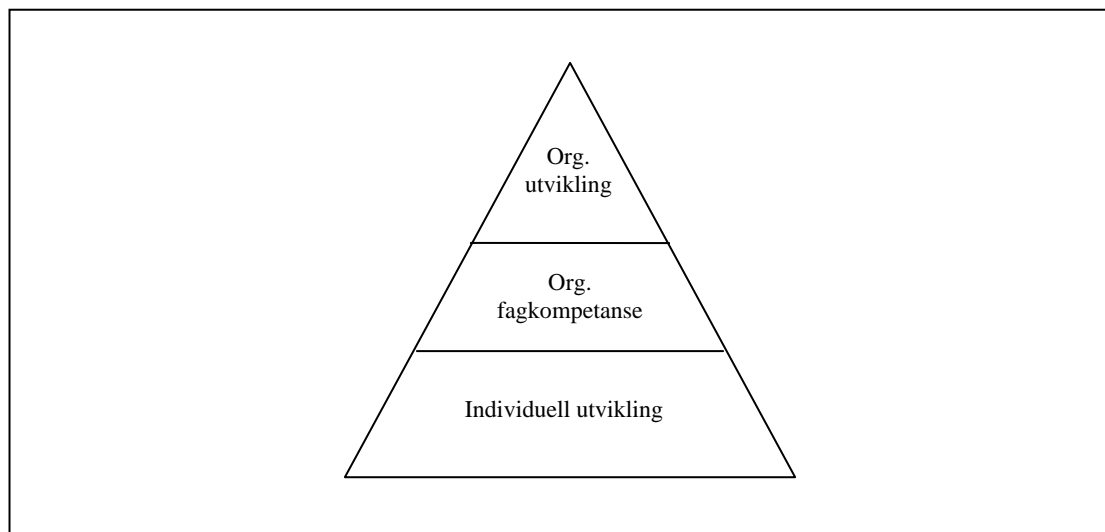 Org.
utvikling
Org.
fagkompetanse
Individuell utvikling